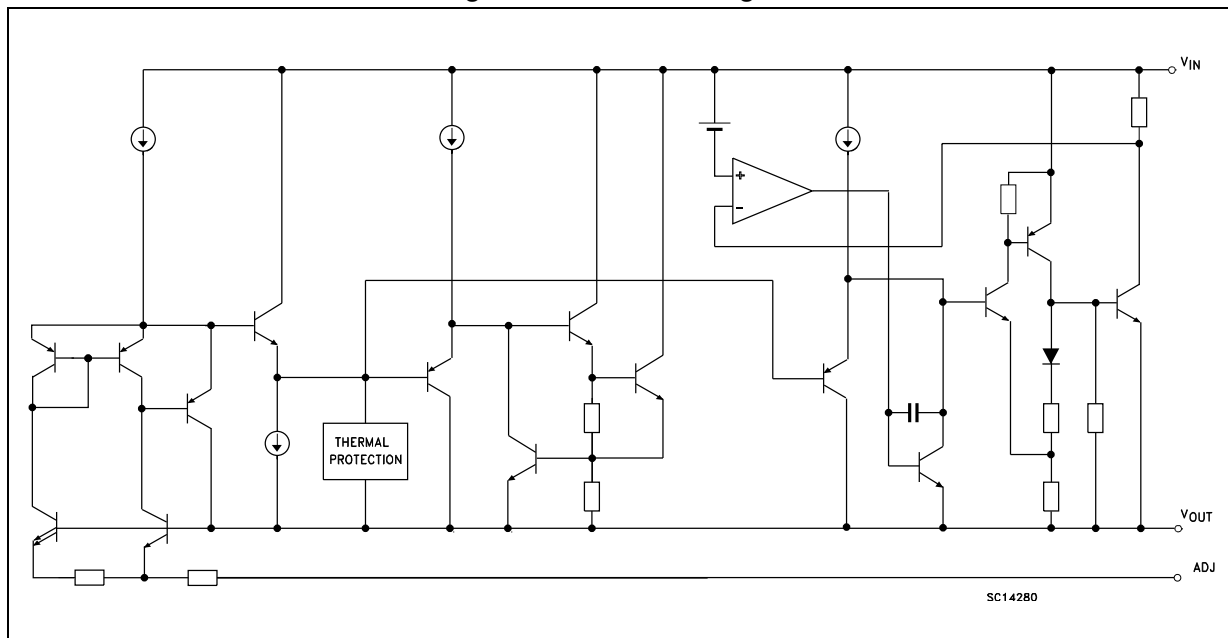 V_IN
+
-
THERMAL
PROTECTION
V_OUT
ADJ
SC14280